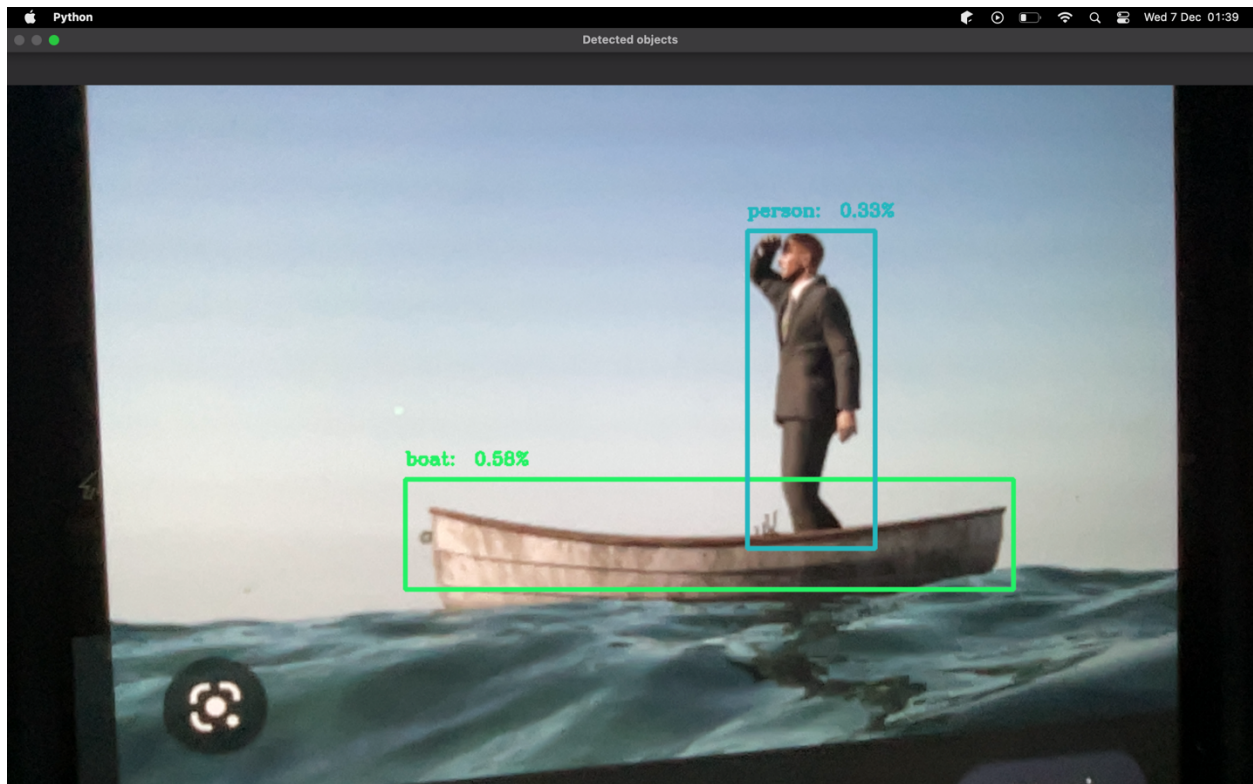 Python
Wed 7 Dec 01:39
Detected objects
person: 0.33%
boat: 0.58%